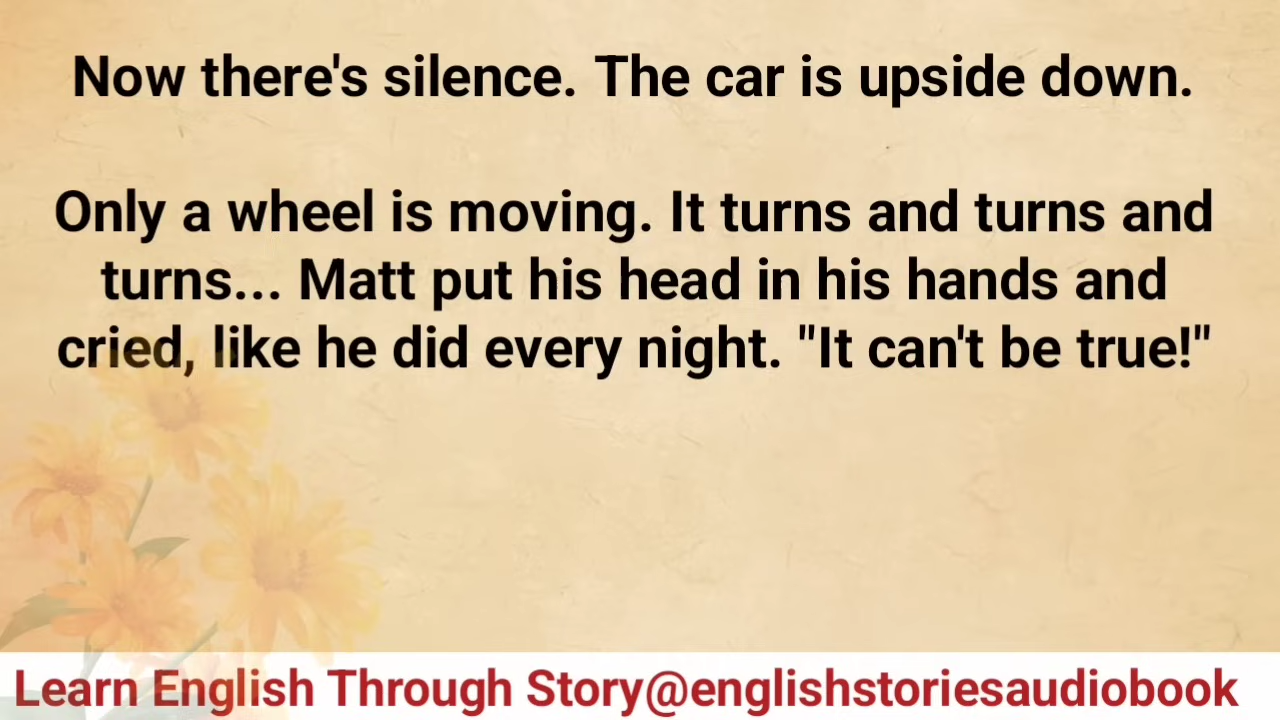 Now there's silence. The car is upside down.
Only a wheel is moving. It turns and turns and
turns... Matt put his head in his hands and
cried, like he did every night. "It can't be true!"
Learn English Through Story@englishstoriesaudiobook